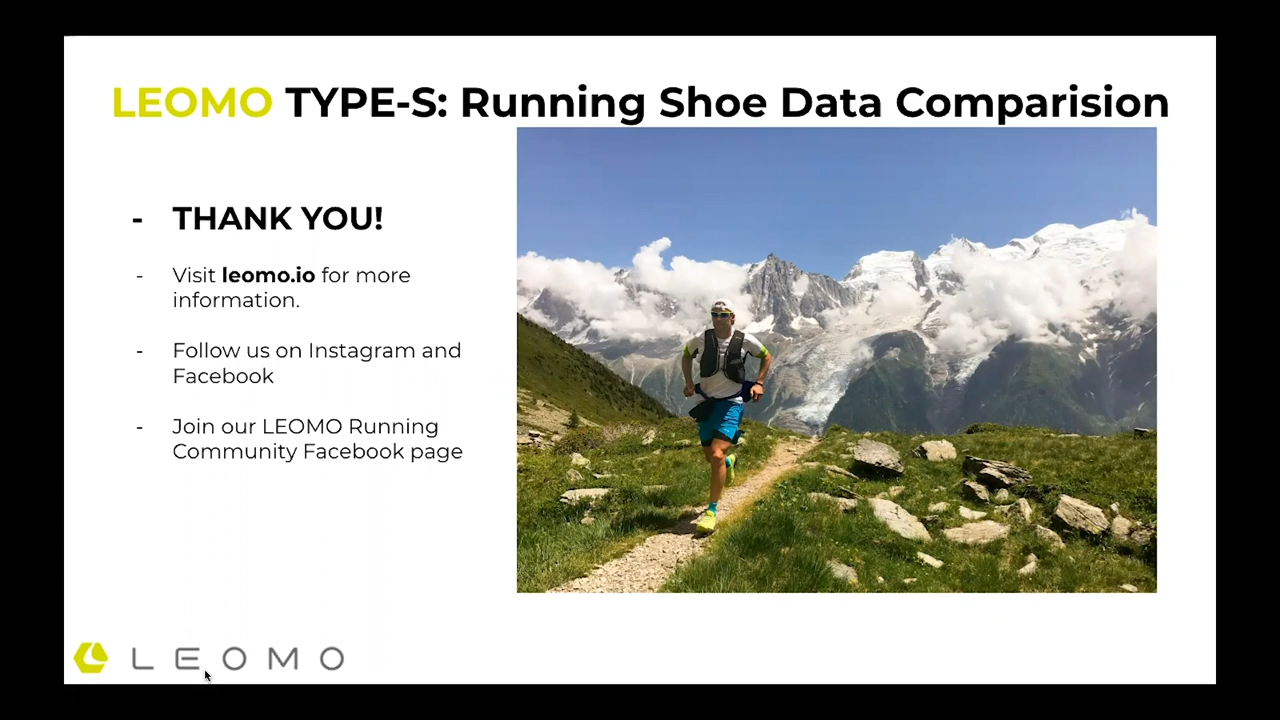 LEOMO TYPE-S: Running Shoe Data Comparision
- THANK YOU!
- Visit leomo.io for more
information.
- Follow us on Instagram and
Facebook
- Join our LEOMO Running
Community Facebook page
LEOMO